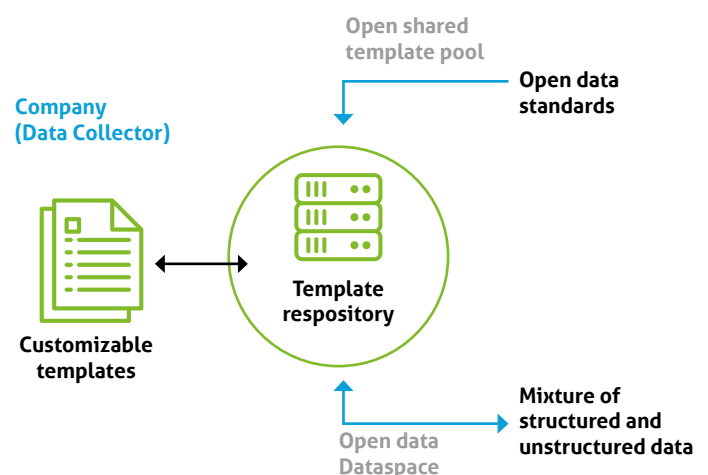 Open shared
template pool
Open data
standards
Company
(Data Collector)
Template
respository
Customizable
templates
Mixture of
structured and
unstructured data
Open data
Dataspace